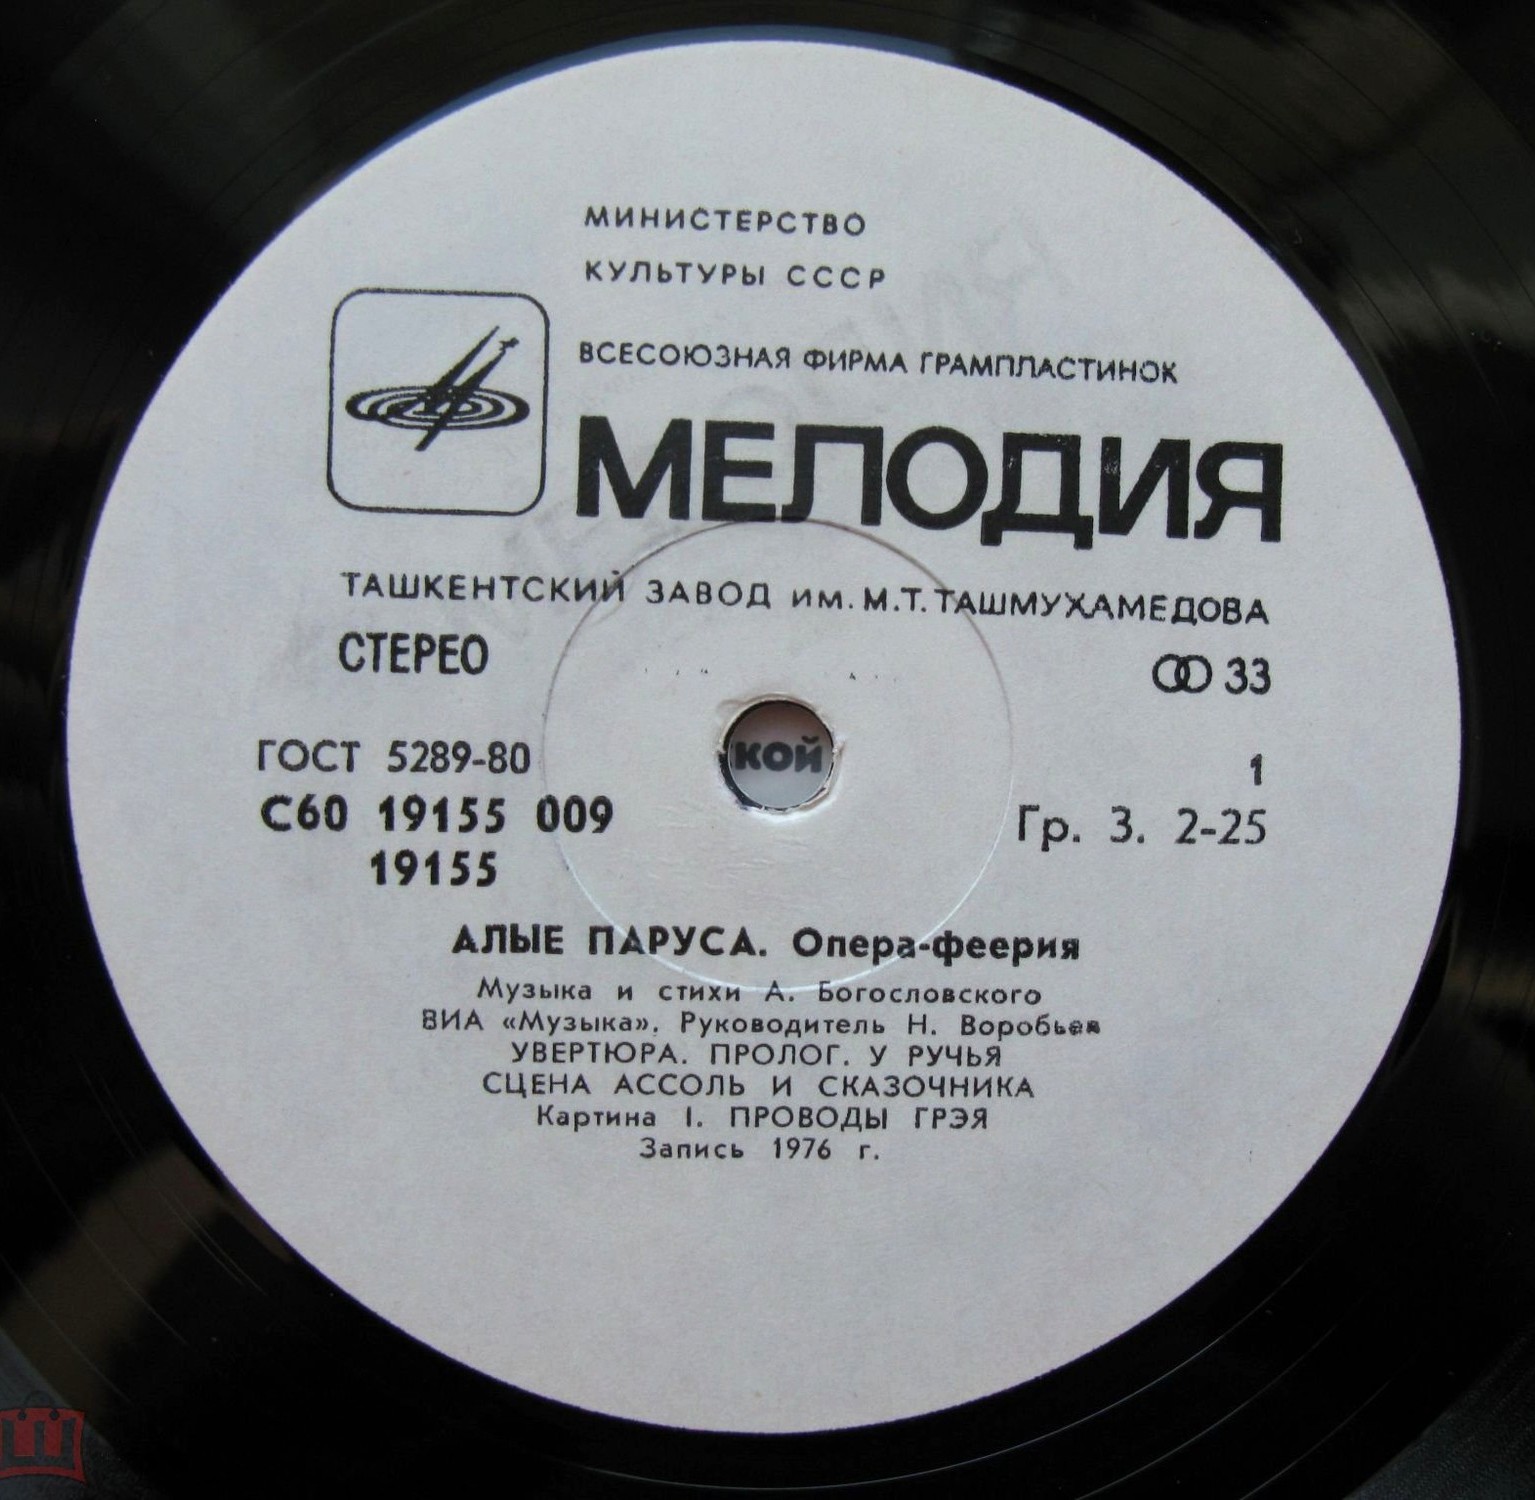 МИНИСТЕРСТВО
КУЛЬТУРЫ СССР
ВСЕСОЮЗНАЯ ФИРМА ГРАМПЛАСТИНОК
МЕЛОДИЯ
ТАШКЕНТСКИЙ ЗАВОД им. М.Т. ТАШМУХАМЕДОВА
СТЕРЕО
33
КОЙ
ГОСТ 5289-80
1
С60 19155 009
Гр. 3. 2-25
19155
АЛЫЕ ПАРУСА. Опера-феерия
Музыка и стихи А. Богословского
ВИА «Музыка». Руководитель Н. Воробьев
УВЕРТЮРА. ПРОЛОГ. У РУЧЬЯ
СЦЕНА АССОЛЬ И СКАЗОЧНИКА
Картина I. ПРОВОДЫ ГРЭЯ
Запись 1976 г.